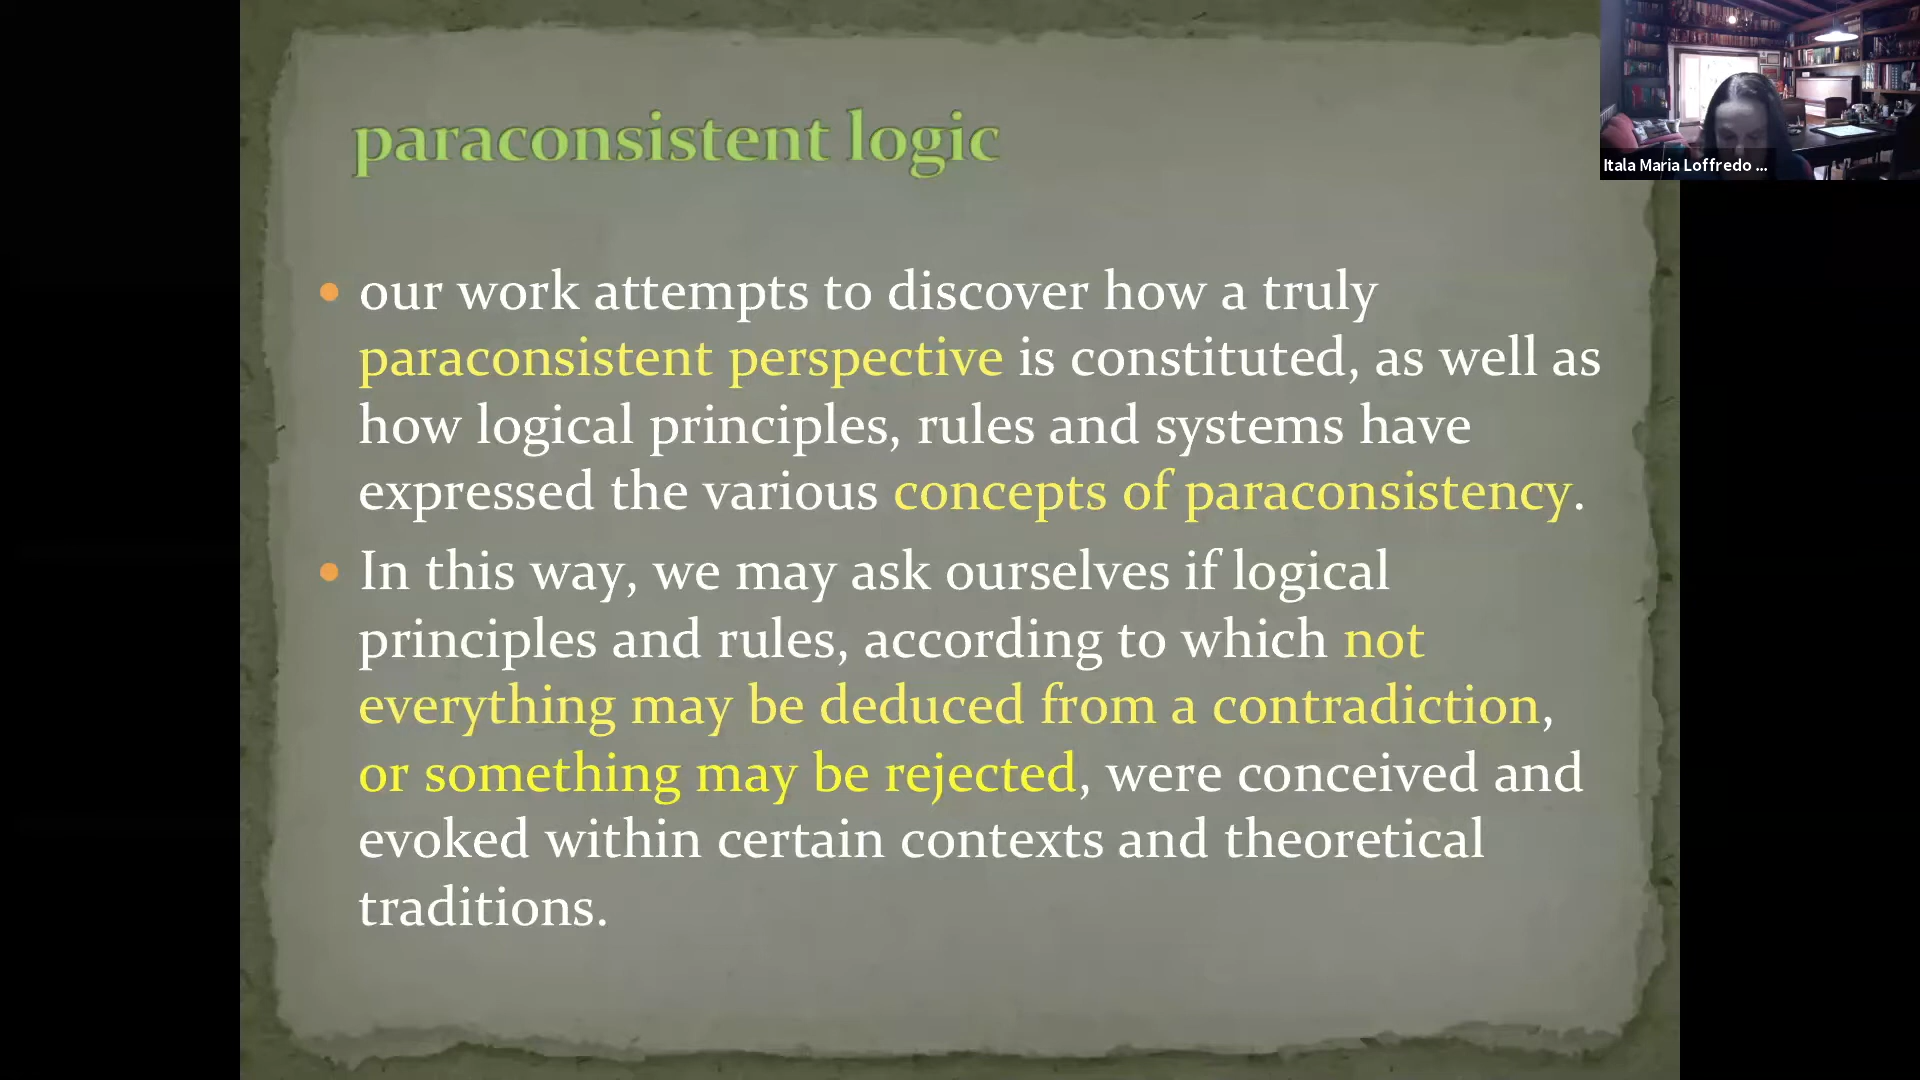 paraconsistent logic
Itala Maria Loffredo ...
• our work attempts to discover how a truly
paraconsistent perspective is constituted, as well as
how logical principles, rules and systems have
expressed the various concepts of paraconsistency.
• In this way, we may ask ourselves if logical
principles and rules, according to which not
everything may be deduced from a contradiction,
or something may be rejected, were conceived and
evoked within certain contexts and theoretical
traditions.